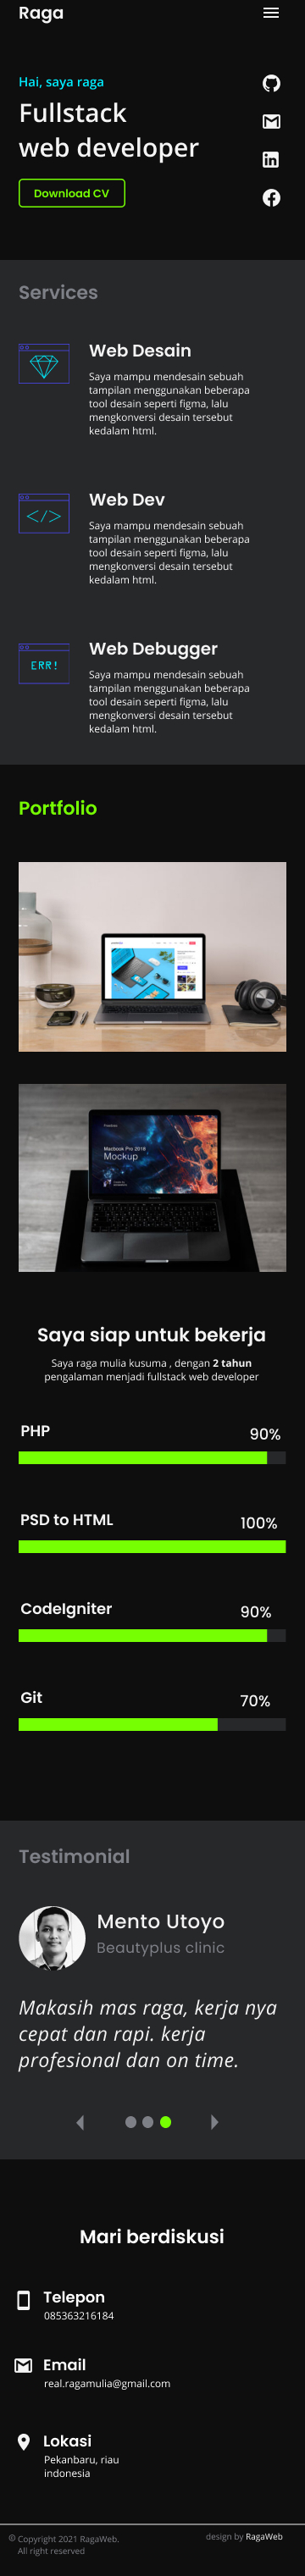 Raga
Hai, saya raga
Fullstack
web developer
Download CV
Services
Web Desain
Saya mampu mendesain sebuah
tampilan menggunakan beberapa
tool desain seperti figma, lalu
mengkonversi desain tersebut
kedalam html.
Web Dev
</>
Saya mampu mendesain sebuah
tampilan menggunakan beberapa
tool desain seperti figma, lalu
mengkonversi desain tersebut
kedalam html.
Web Debugger
ERR!
Saya mampu mendesain sebuah
tampilan menggunakan beberapa
tool desain seperti figma, lalu
mengkonversi desain tersebut
kedalam html.
Portfolio
Macbook Pro 2018
Mockup
Saya siap untuk bekerja
Saya raga mulia kusuma , dengan 2 tahun
pengalaman menjadi fullstack web developer
PHP 90%
PSD to HTML 100%
CodeIgniter 90%
Git 70%
Testimonial
Mento Utoyo
Beautyplus clinic
Makasih mas raga, kerja nya
cepat dan rapi. kerja
profesional dan on time.
Mari berdiskusi
Telepon
085363216184
Email
real.ragamulia@gmail.com
Lokasi
Pekanbaru, riau
indonesia
© Copyright 2021 RagaWeb. design by RagaWeb
All right reserved